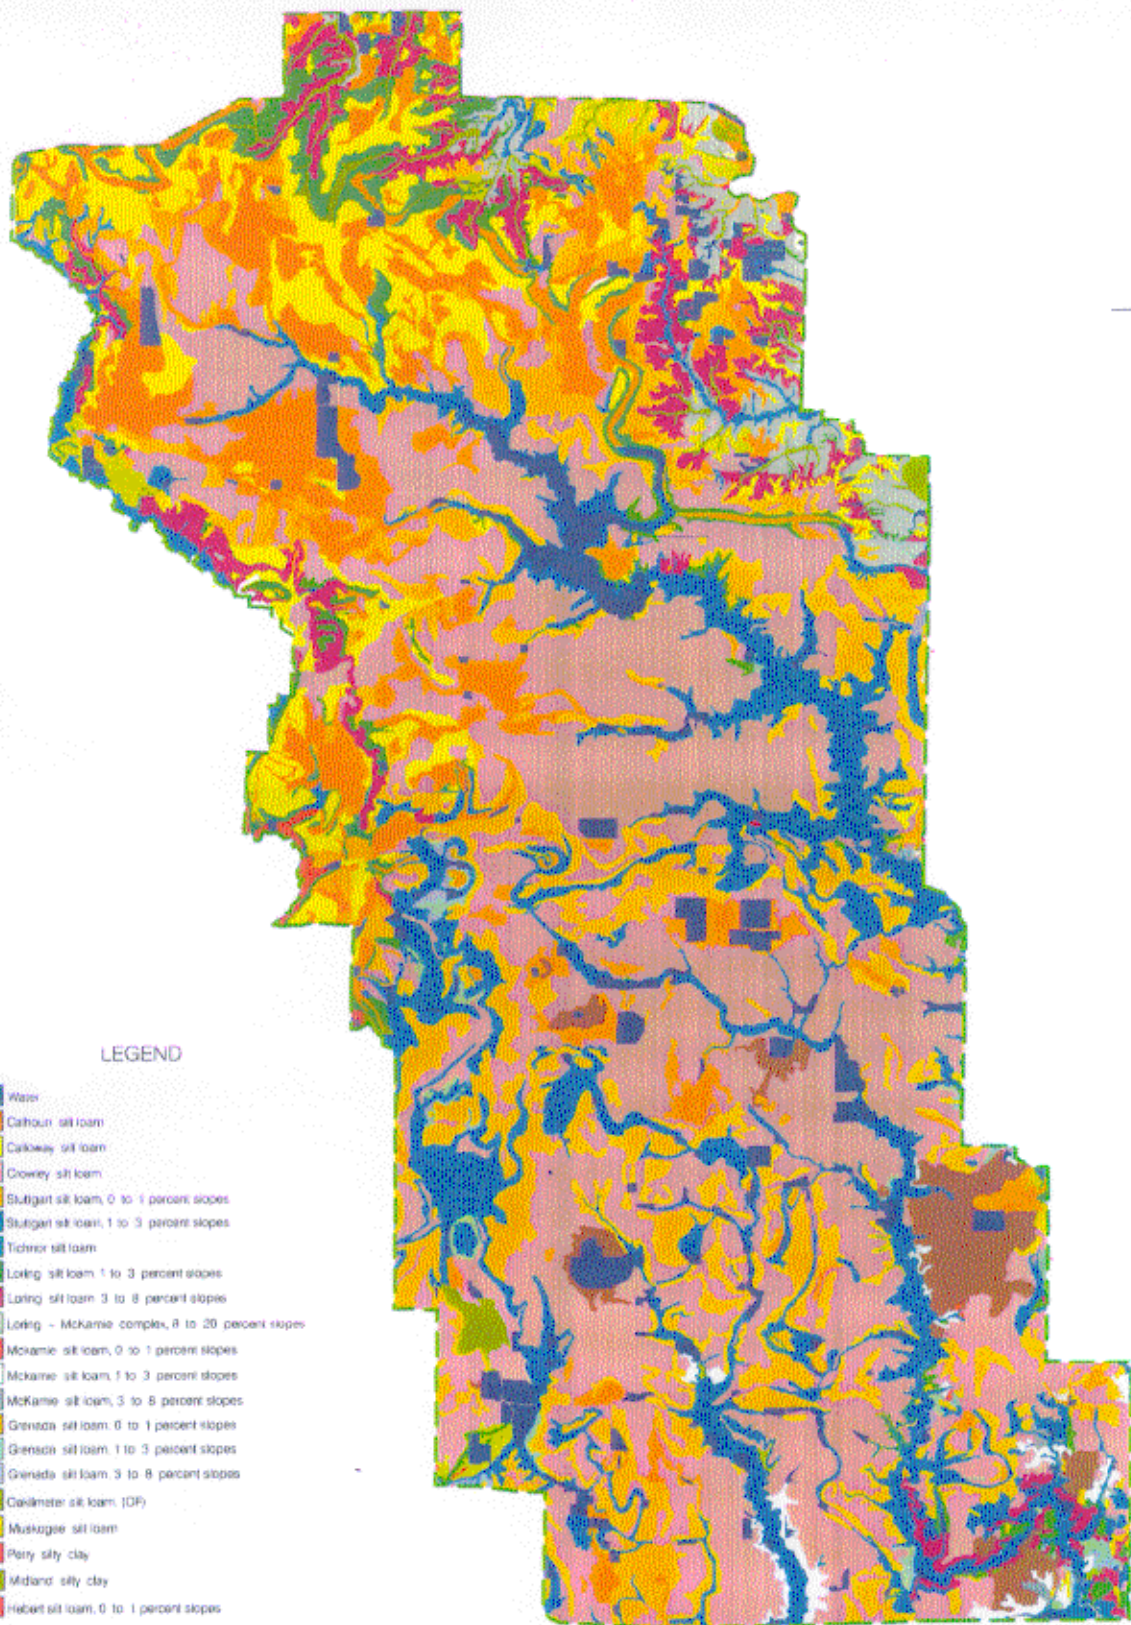 LEGEND
Water
Calhoun silt loam
Calloway silt loam
Crowley silt loam
Stuttgart silt loam, 0 to 1 percent slopes
Stuttgart silt loam, 1 to 3 percent slopes
Tichnor silt loam
Loring silt loam 1 to 3 percent slopes
Loring silt loam 3 to 8 percent slopes
Loring - McKamie complex, 8 to 20 percent slopes
Mckamie silt loam, 0 to 1 percent slopes
Mckamie silt loam, 1 to 3 percent slopes
McKamie silt loam, 3 to 8 percent slopes
Grenada silt loam 0 to 1 percent slopes
Grenada silt loam 1 to 3 percent slopes
Grenada silt loam 3 to 8 percent slopes
Oaklimeter silt loam (OF)
Muskogee silt loam
Perry silty clay
Midland silty clay
Hebert silt loam, 0 to 1 percent slopes